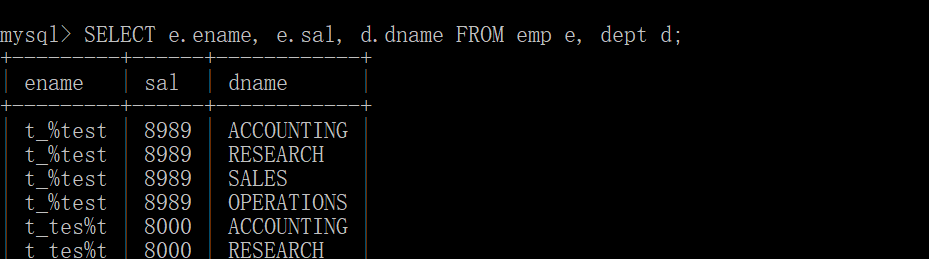 mysql> SELECT e.ename, e.sal, d.dname FROM emp e, dept d;
+---------+------+------------+
| ename   | sal  | dname      |
+---------+------+------------+
| t_%test | 8989 | ACCOUNTING |
| t_%test | 8989 | RESEARCH   |
| t_%test | 8989 | SALES      |
| t_%test | 8989 | OPERATIONS |
| t_tes%t | 8000 | ACCOUNTING |
| t_tes%t | 8000 | RESEARCH   |